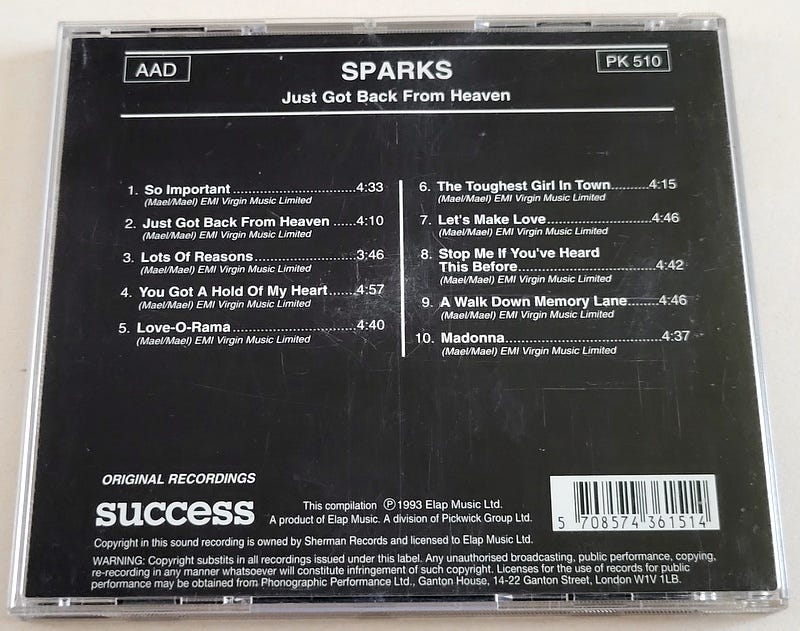 AAD
SPARKS
PK 510
Just Got Back From Heaven
1. So Important..............................4:33
(Mael/Mael) EMI Virgin Music Limited
2. Just Got Back From Heaven ......4:10
(Mael/Mael) EMI Virgin Music Limited
3. Lots Of Reasons.........................3:46
(Mael/Mael) EMI Virgin Music Limited
4. You Got A Hold Of My Heart.......4:57
(Mael/Mael) EMI Virgin Music Limited
5. Love-O-Rama..............................4:40
(Mael/Mael) EMI Virgin Music Limited
6. The Toughest Girl In Town.........4:15
(Mael/Mael) EMI Virgin Music Limited
7. Let's Make Love.........................4:46
(Mael/Mael) EMI Virgin Music Limited
8. Stop Me If You've Heard
This Before.................................4:42
(Mael/Mael) EMI Virgin Music Limited
9. A Walk Down Memory Lane........4:46
(Mael/Mael) EMI Virgin Music Limited
10. Madonna.....................................4:37
(Mael/Mael) EMI Virgin Music Limited
ORIGINAL RECORDINGS
success
This compilation ℗1993 Elap Music Ltd.
A product of Elap Music. A division of Pickwick Group Ltd.
5 708574 361514
Copyright in this sound recording is owned by Sherman Records and licensed to Elap Music Ltd.
WARNING: Copyright substits in all recordings issued under this label. Any unauthorised broadcasting, public performance, copying,
re-recording in any manner whatsoever will constitute infringement of such copyright. Licenses for the use of records for public
performance may be obtained from Phonographic Performance Ltd., Ganton House, 14-22 Ganton Street, London W1V 1LB.